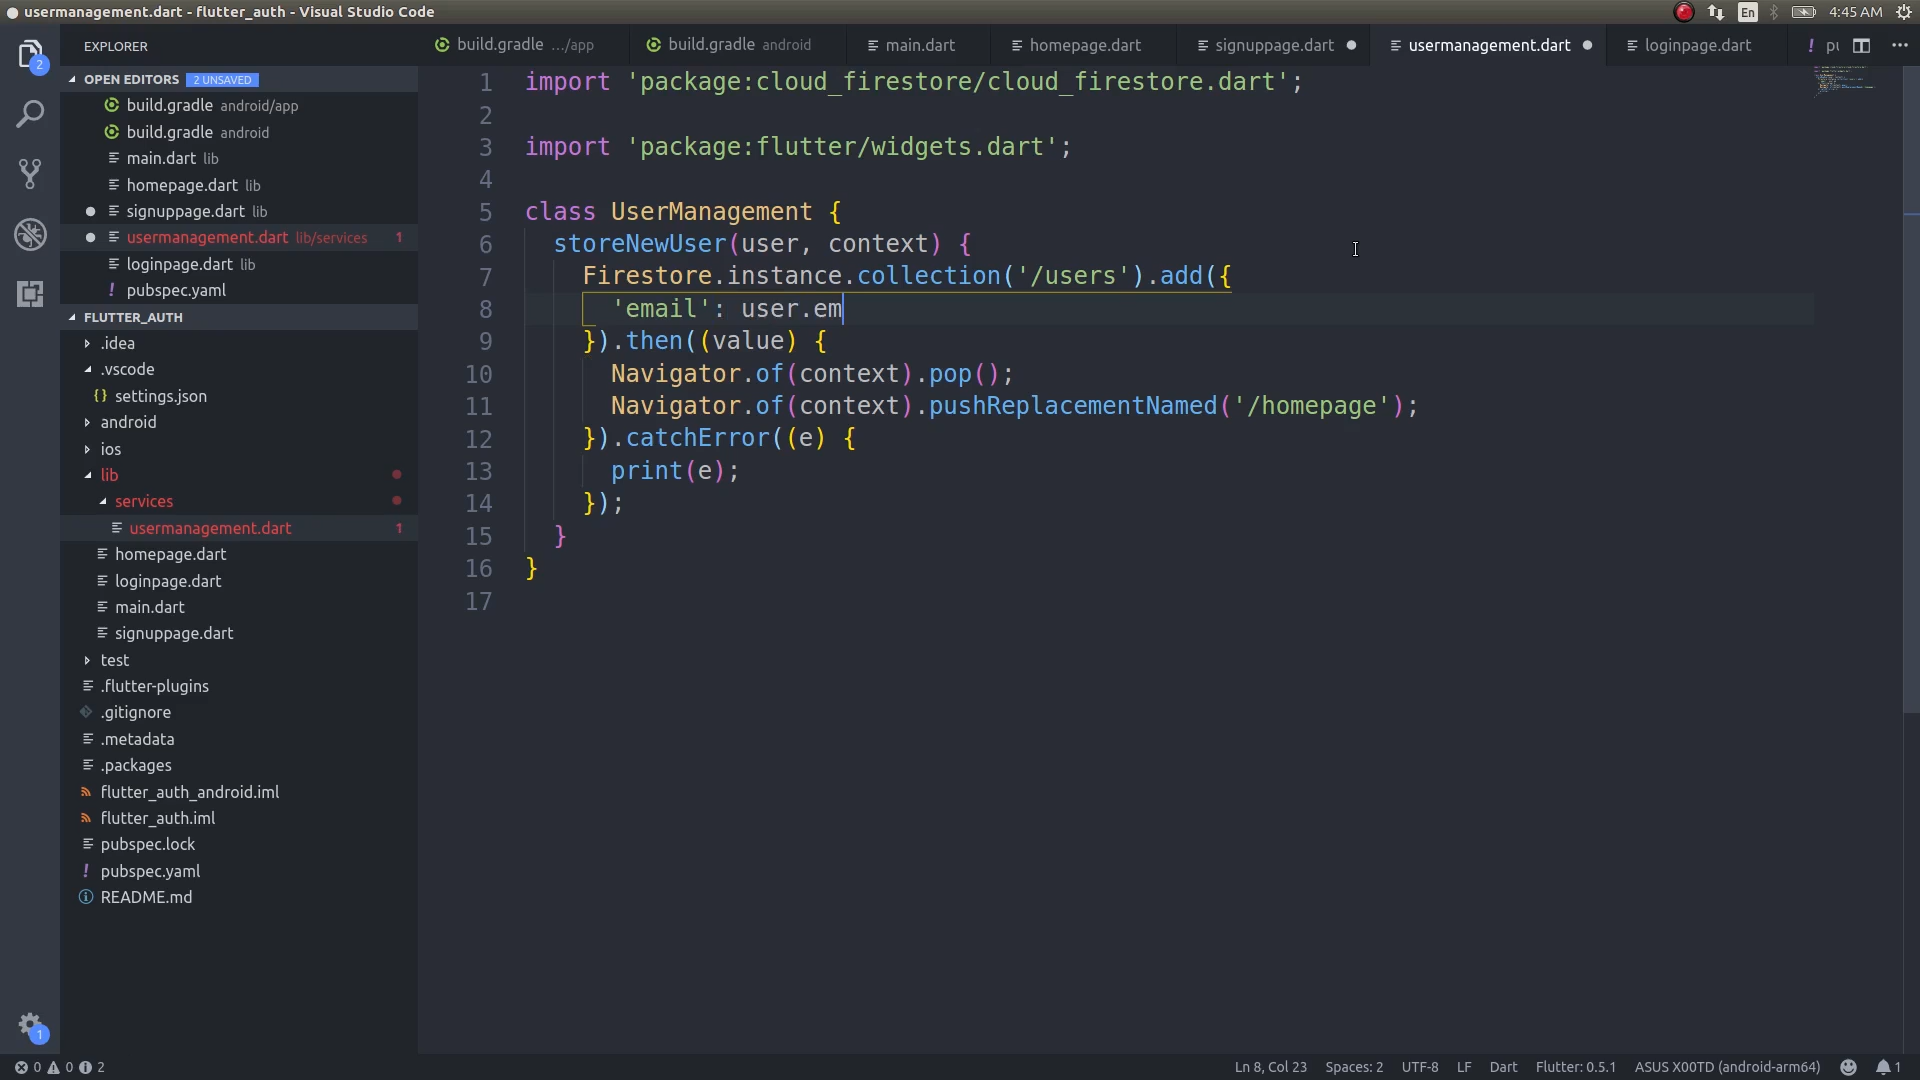 usermanagement.dart - flutter_auth - Visual Studio Code
En
4:45 AM
EXPLORER
build.gradle .../app
build.gradle android
main.dart
homepage.dart
signuppage.dart
usermanagement.dart
loginpage.dart
! pu
2
OPEN EDITORS 2 UNSAVED
build.gradle android/app
build.gradle android
main.dart lib
homepage.dart lib
signuppage.dart lib
usermanagement.dart lib/services 1
loginpage.dart lib
! pubspec.yaml
FLUTTER_AUTH
.idea
.vscode
{} settings.json
android
ios
lib
services
usermanagement.dart 1
homepage.dart
loginpage.dart
main.dart
signuppage.dart
test
.flutter-plugins
.gitignore
.metadata
.packages
flutter_auth_android.iml
flutter_auth.iml
pubspec.lock
! pubspec.yaml
README.md
1
1 import 'package:cloud_firestore/cloud_firestore.dart';
2
3 import 'package:flutter/widgets.dart';
4
5 class UserManagement {
6 storeNewUser(user, context) {
7 Firestore.instance.collection('/users').add({
8 'email': user.em
9 }).then((value) {
10 Navigator.of(context).pop();
11 Navigator.of(context).pushReplacementNamed('/homepage');
12 }).catchError((e) {
13 print(e);
14 });
15 }
16 }
17
0 0 2
Ln 8, Col 23
Spaces: 2
UTF-8
LF
Dart
Flutter: 0.5.1
ASUS X00TD (android-arm64)
1